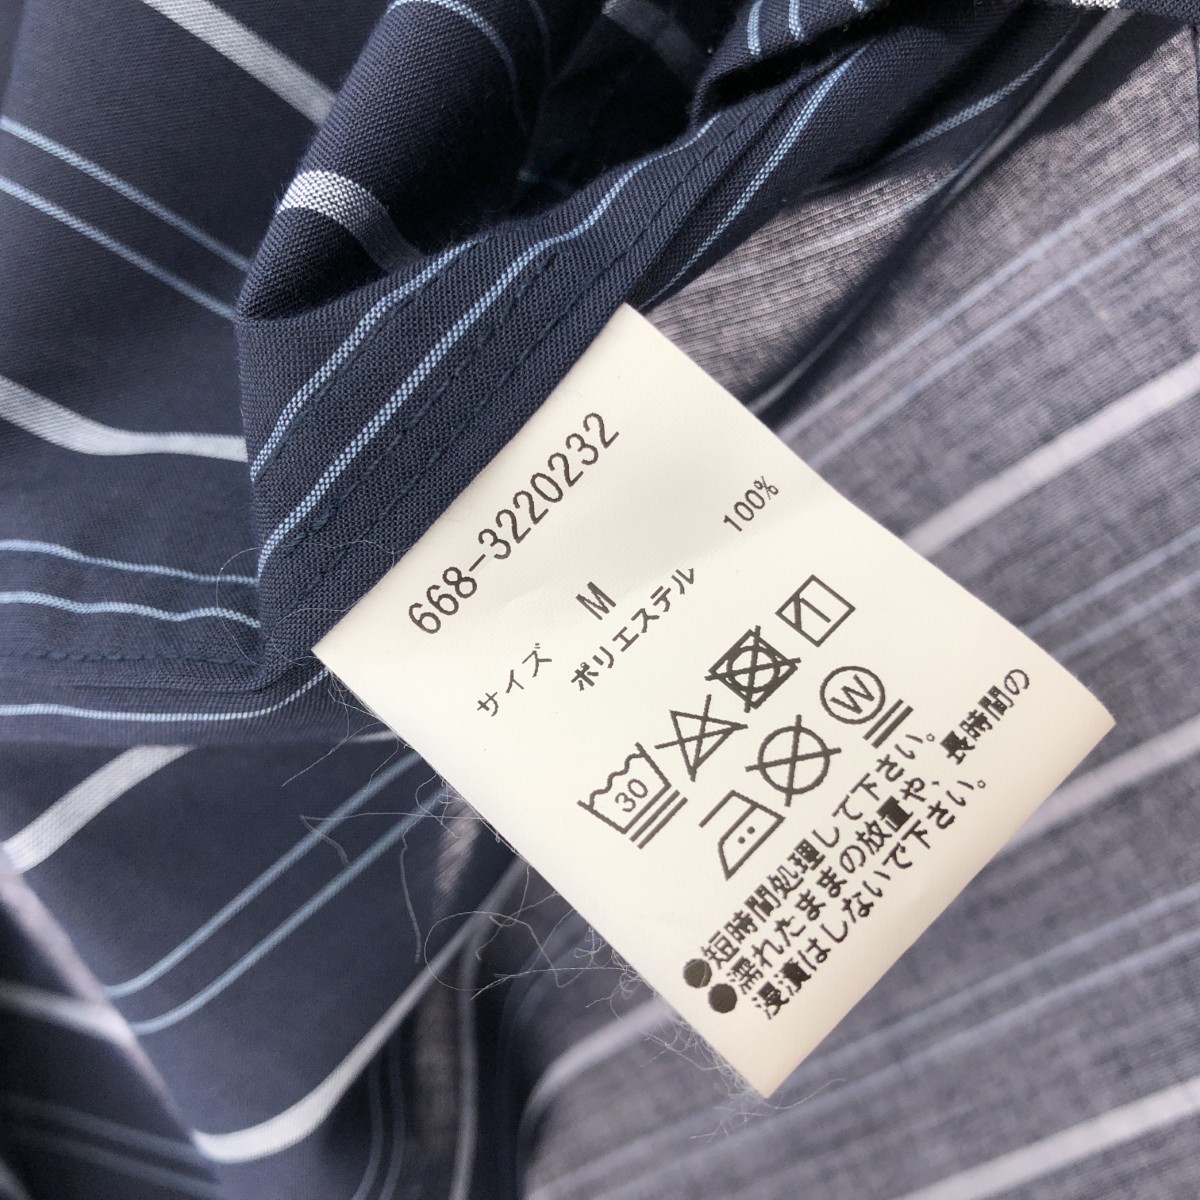 668-3220232
サイズ M
ポリエステル 100%
30
W
●短時間処理して下さい。
●濡れたままの放置や、長時間の
浸漬はしないで下さい。